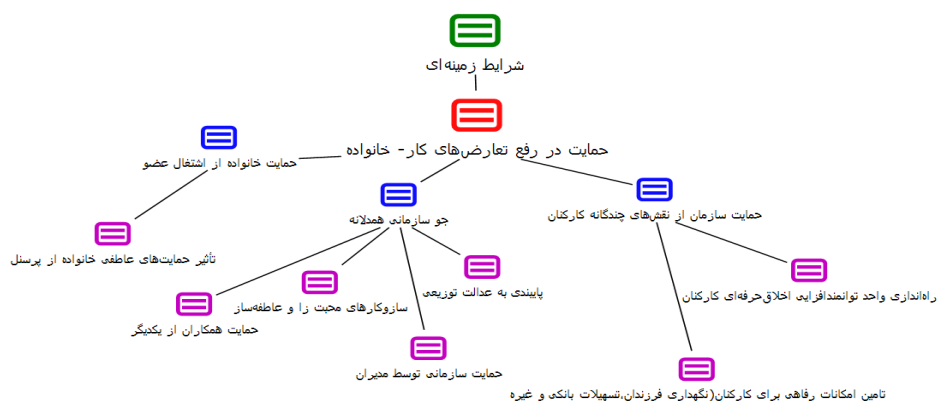 شرایط زمینه‌ای
حمایت در رفع تعارض‌های کار- خانواده
حمایت خانواده از اشتغال عضو
جو سازمانی همدلانه
حمایت سازمان از نقش‌های چندگانه کارکنان
تأثیر حمایت‌های عاطفی خانواده از پرسنل
پایبندی به عدالت توزیعی
راه‌اندازی واحد توانمندافزایی اخلاق‌حرفه‌ای کارکنان
سازوکارهای محبت زا و عاطفه‌ساز
حمایت همکاران از یکدیگر
حمایت سازمانی توسط مدیران
تامین امکانات رفاهی برای کارکنان(نگهداری فرزندان,تسهیلات بانکی و غیره